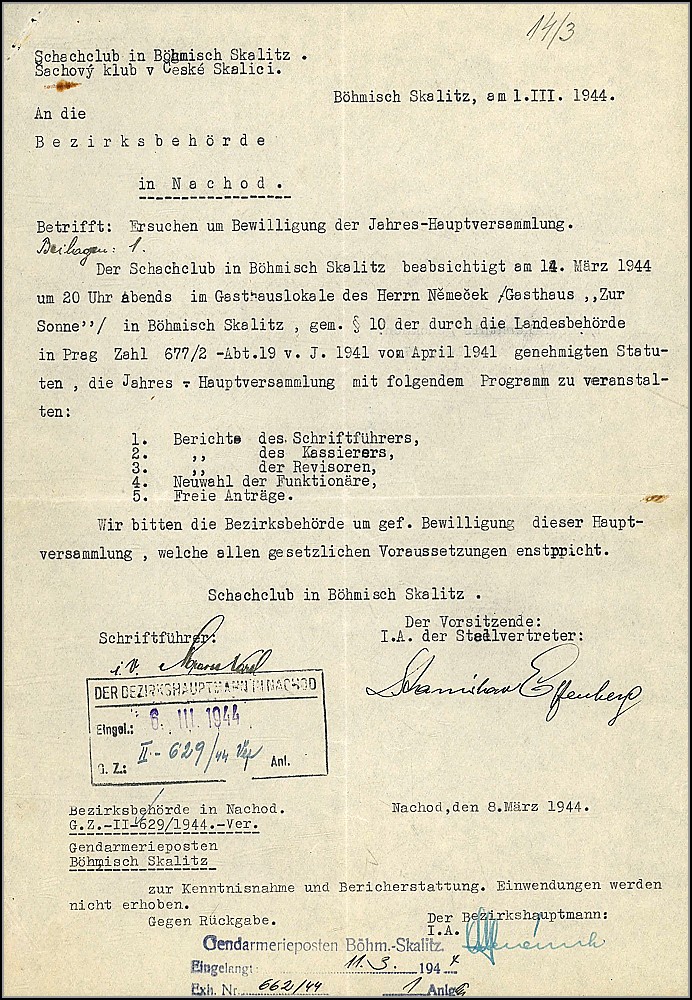 14/3
Schachclub in Böhmisch Skalitz .
Šachový klub v České Skalici.
Böhmisch Skalitz, am 1.III. 1944.
An die
B e z i r k s b e h ö r d e
in N a c h o d .
Betrifft: Ersuchen um Bewilligung der Jahres-Hauptversammlung.
Beilagen: 1.
Der Schachclub in Böhmisch Skalitz beabsichtigt am 14. März 1944
um 20 Uhr Abends im Gasthauslokale des Herrn Němeček /Gasthaus ,,Zur
Sonne''/ in Böhmisch Skalitz , gem. § 10 der durch die Landesbehörde
in Prag Zahl 677/2 -Abt.19 v. J. 1941 vom April 1941 genehmigten Statu-
ten , die Jahres - Hauptversammlung mit folgendem Programm zu veranstal-
ten:
1. Berichte des Schriftführers,
2. ,, des Kassierers,
3. ,, der Revisoren,
4. Neuwahl der Funktionäre,
5. Freie Anträge.
Wir bitten die Bezirksbehörde um gef. Bewilligung dieser Haupt-
versammlung , welche allen gesetzlichen Voraussetzungen enstpricht.
Schachclub in Böhmisch Skalitz .
Der Vorsitzende:
Schriftführer:
I.A. der Stellvertreter:
i.V.
Stanislav Effenberg
DER BEZIRKSHAUPTMANN IN NACHOD
Eingel.: 6. III. 1944
G. Z.: II - 629/44 Anl.
Bezirksbehörde in Nachod.
Nachod,den 8.März 1944.
G.Z.-II-629/1944.-Ver.
Gendarmerieposten
Böhmisch Skalitz
zur Kenntnisnahme und Bericherstattung. Einwendungen werden
nicht erhoben.
Gegen Rückgabe.
Der Bezirkshauptmann:
I.A.
Gendarmerieposten Böhm.-Skalitz.
Eingelangt: 11.3. 1944
Exh. Nr. 662/44 1 Anlg.